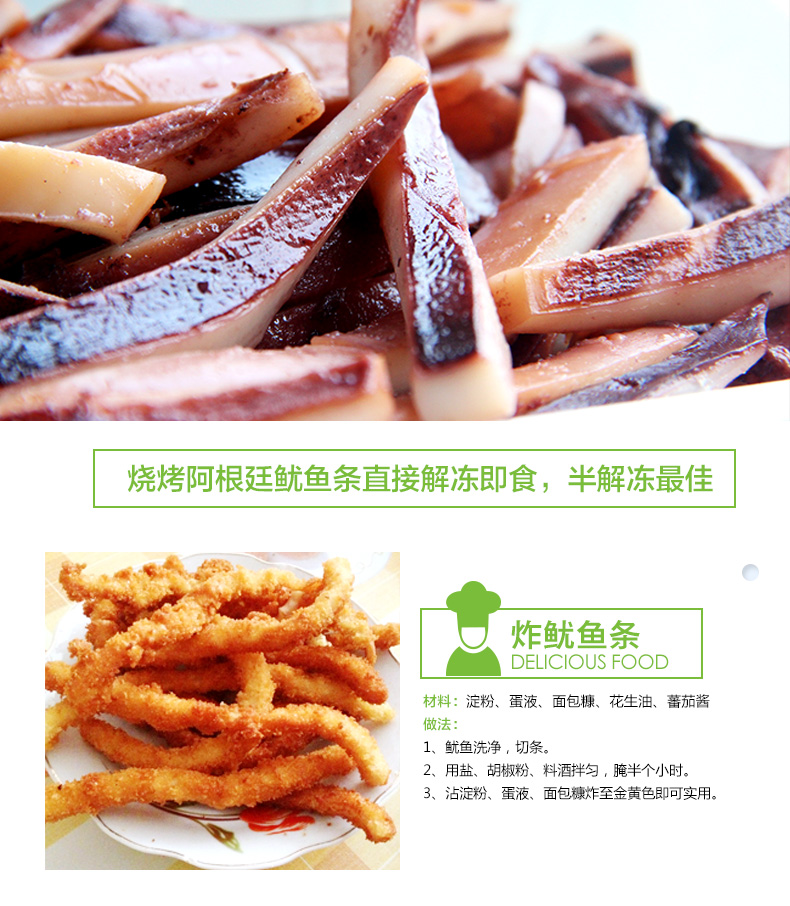 烧烤阿根廷鱿鱼条直接解冻即食，半解冻最佳
炸鱿鱼条
DELICIOUS FOOD
材料：淀粉、蛋液、面包糠、花生油、蕃茄酱
做法：
1、鱿鱼洗净，切条。
2、用盐、胡椒粉、料酒拌匀，腌半个小时。
3、沾淀粉、蛋液、面包糠炸至金黄色即可实用。